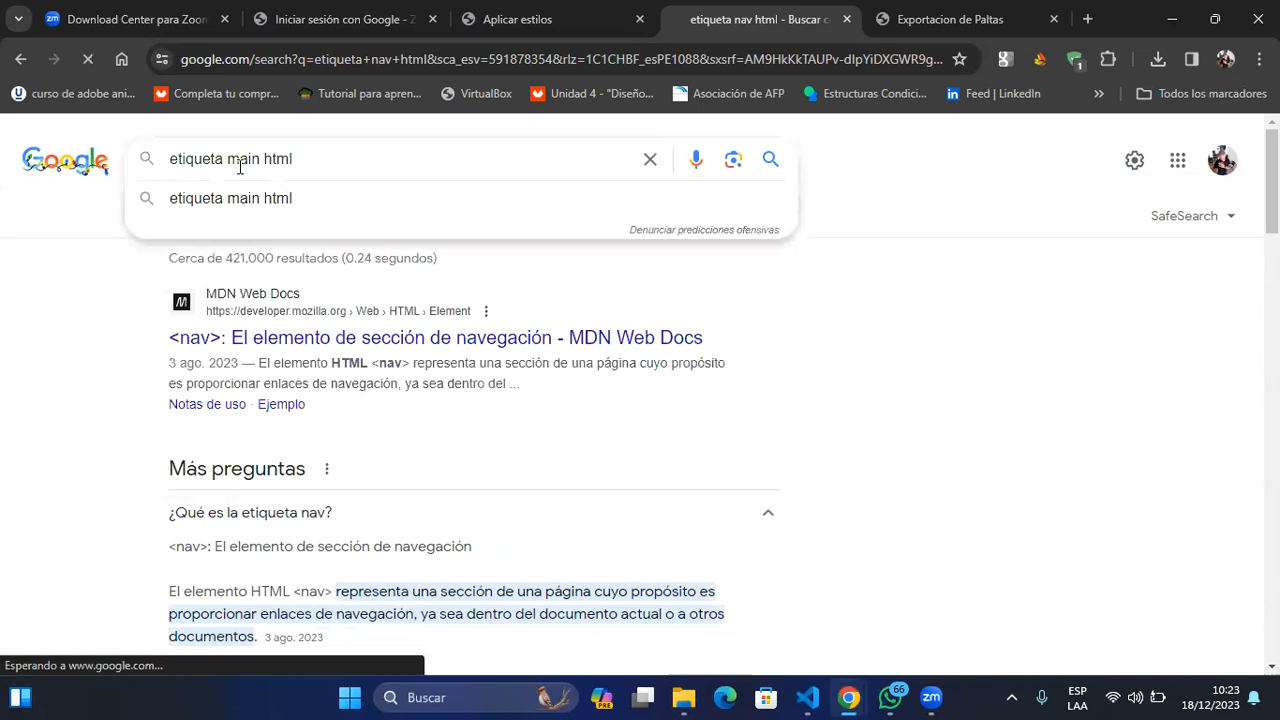 Download Center para Zoom
Iniciar sesión con Google - Z
Aplicar estilos
etiqueta nav html - Buscar c
Exportacion de Paltas
google.com/search?q=etiqueta+nav+html&sca_esv=591878354&rlz=1C1CHBF_esPE1088&sxsrf=AM9HkKkTAUPv-dIpYiDXGWR9g...
1
curso de adobe ani...
Completa tu compr...
Tutorial para apren...
VirtualBox
Unidad 4 - "Diseño...
Asociación de AFP
Estructuras Condici...
Feed | LinkedIn
»
Todos los marcadores
Google
etiqueta main html
etiqueta main html
Denunciar predicciones ofensivas
SafeSearch
Cerca de 421,000 resultados (0.24 segundos)
MDN Web Docs
https://developer.mozilla.org › Web › HTML › Element
<nav>: El elemento de sección de navegación - MDN Web Docs
3 ago. 2023 — El elemento HTML <nav> representa una sección de una página cuyo propósito
es proporcionar enlaces de navegación, ya sea dentro del ...
Notas de uso · Ejemplo
Más preguntas
¿Qué es la etiqueta nav?
<nav>: El elemento de sección de navegación
El elemento HTML <nav> representa una sección de una página cuyo propósito es
proporcionar enlaces de navegación, ya sea dentro del documento actual o a otros
documentos. 3 ago. 2023
Esperando a www.google.com...
Buscar
PRE
66
zm
ESP
LAA
10:23
18/12/2023